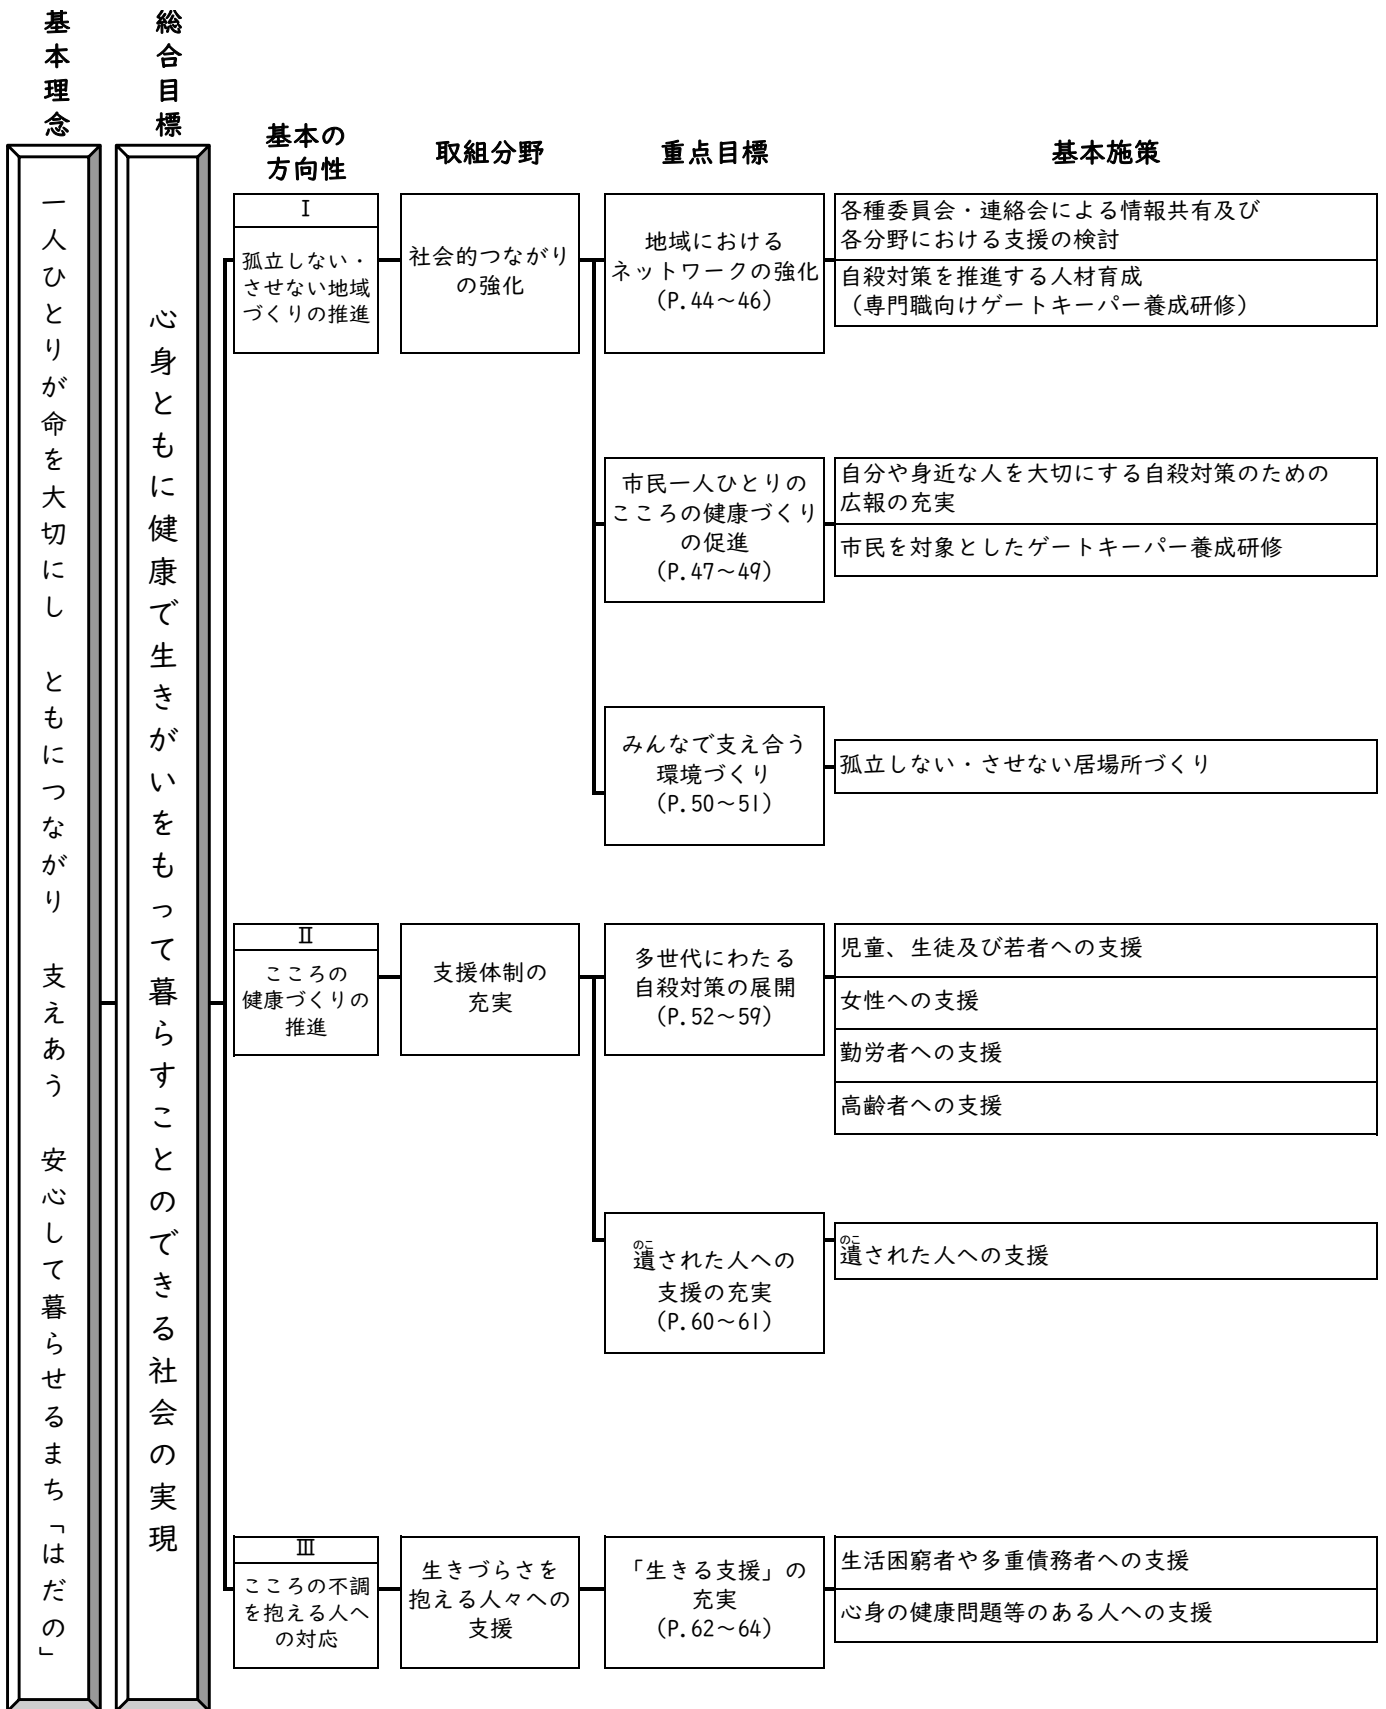 基本理念
総合目標
基本の
方向性
取組分野
重点目標
基本施策
一人ひとりが命を大切にし　ともにつながり　支えあう　安心して暮らせるまち「はだの」
心身ともに健康で生きがいをもって暮らすことのできる社会の実現
Ⅰ
孤立しない・
させない地域
づくりの推進
社会的つながり
の強化
地域における
ネットワークの強化
(P.44～46)
各種委員会・連絡会による情報共有及び
各分野における支援の検討
自殺対策を推進する人材育成
（専門職向けゲートキーパー養成研修）
市民一人ひとりの
こころの健康づくり
の促進
(P.47～49)
自分や身近な人を大切にする自殺対策のための
広報の充実
市民を対象としたゲートキーパー養成研修
みんなで支え合う
環境づくり
(P.50～51)
孤立しない・させない居場所づくり
Ⅱ
こころの
健康づくりの
推進
支援体制の
充実
多世代にわたる
自殺対策の展開
(P.52～59)
児童、生徒及び若者への支援
女性への支援
勤労者への支援
高齢者への支援
のこ
遺された人への
支援の充実
(P.60～61)
のこ
遺された人への支援
Ⅲ
こころの不調
を抱える人へ
の対応
生きづらさを
抱える人々への
支援
「生きる支援」の
充実
(P.62～64)
生活困窮者や多重債務者への支援
心身の健康問題等のある人への支援